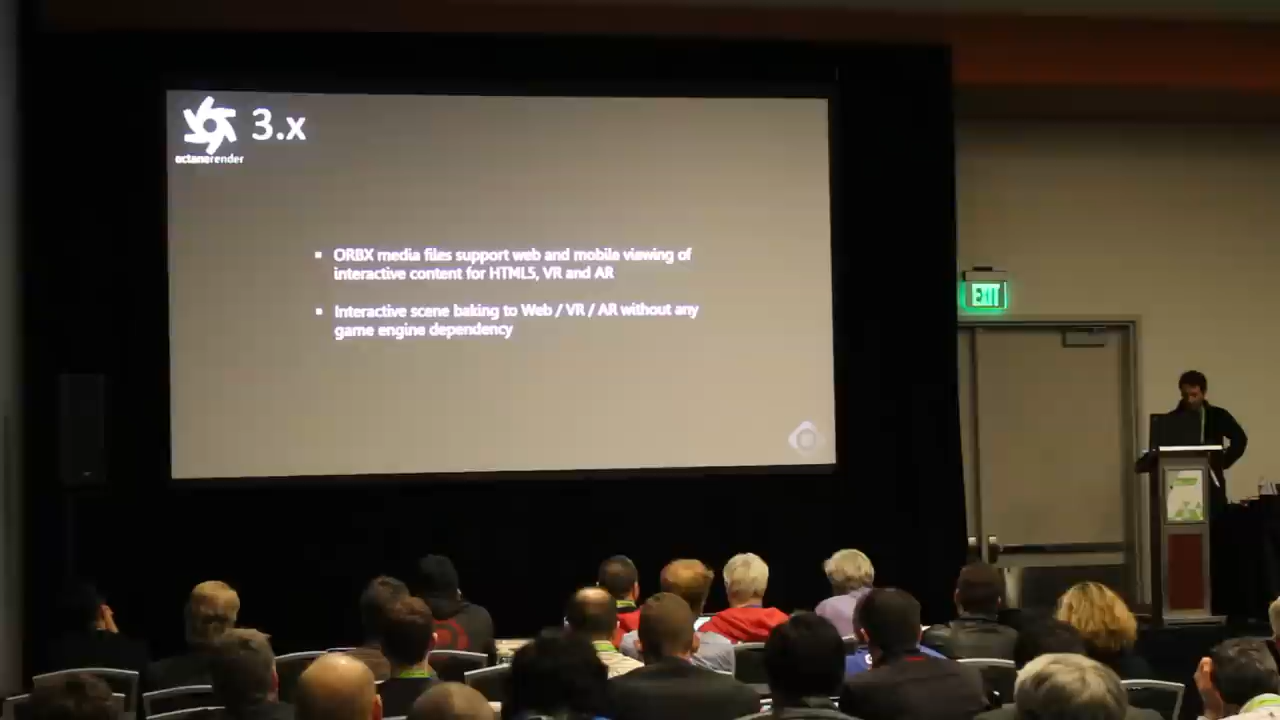 3.x
octanerender
▪ ORBX media files support web and mobile viewing of
interactive content for HTML5, VR and AR
▪ Interactive scene baking to Web / VR / AR without any
game engine dependency
EXIT